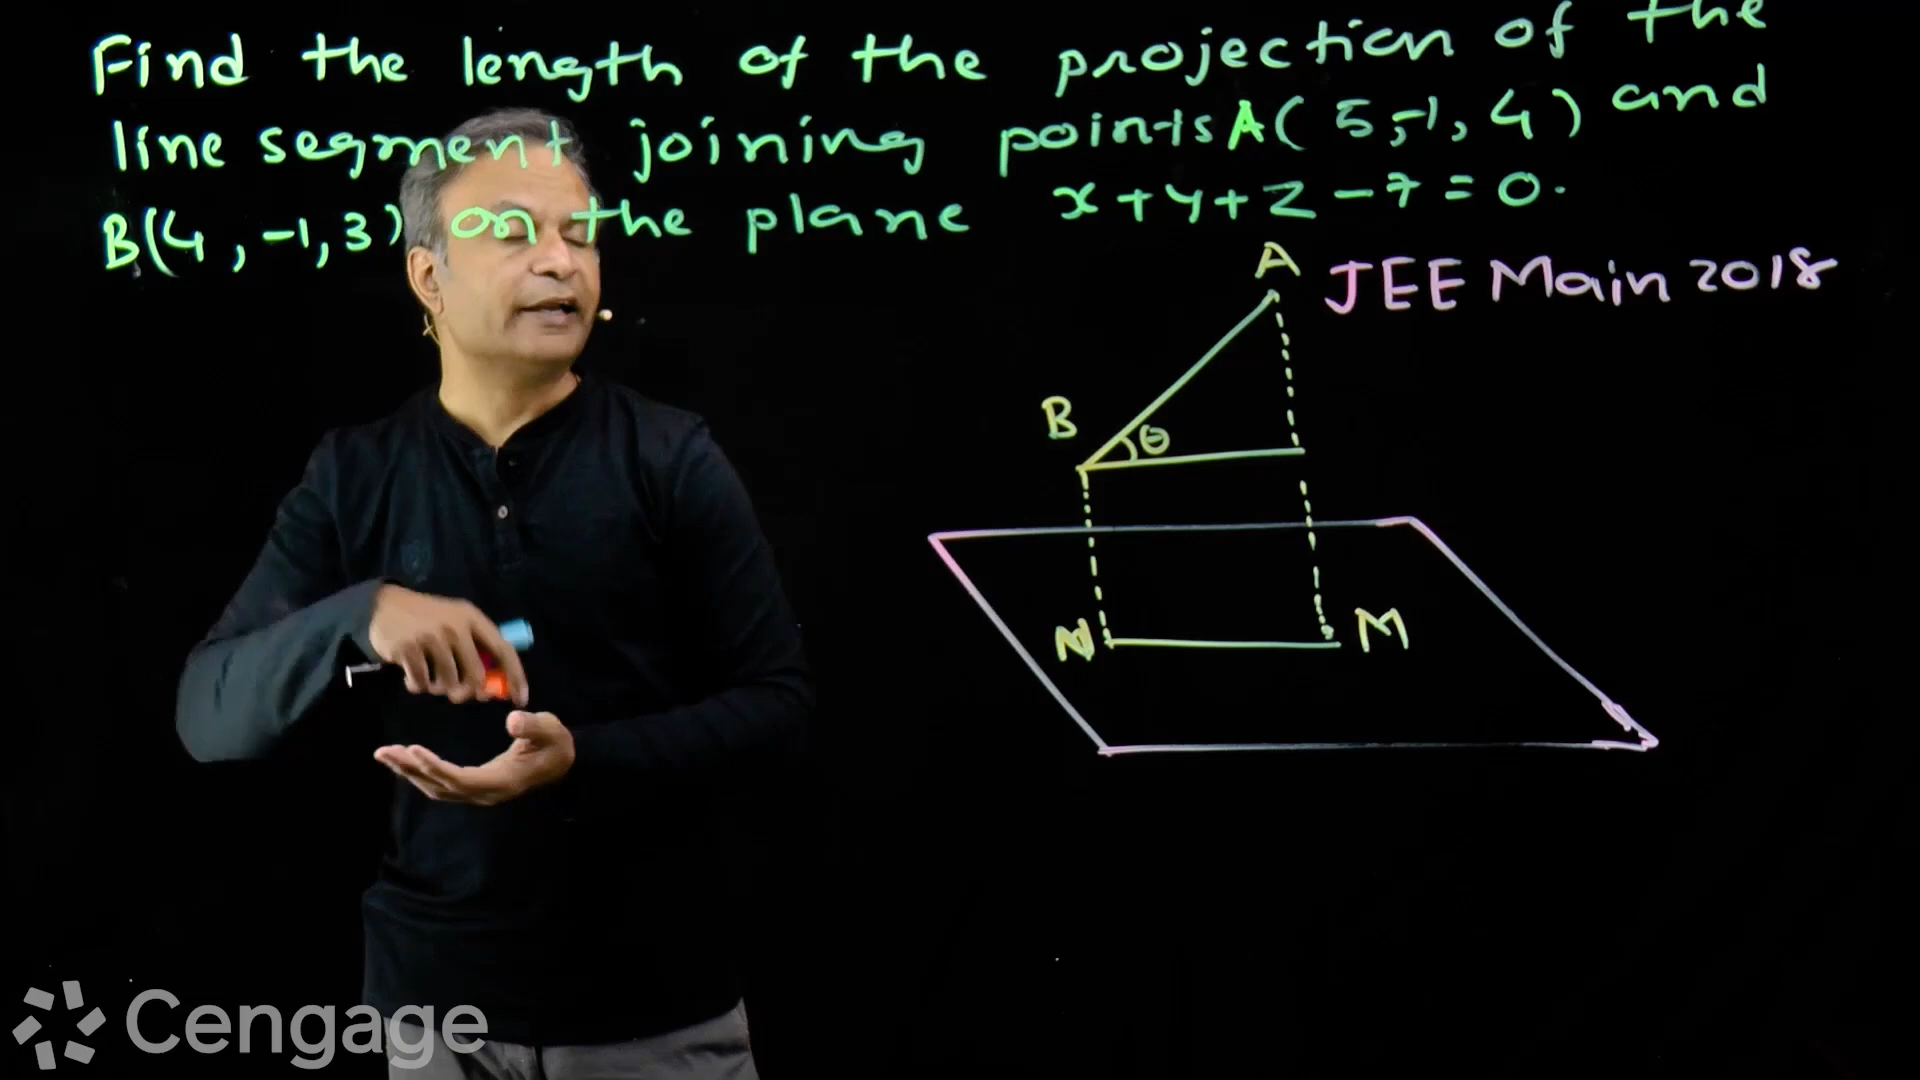 Find the length of the projection of the
line segment joining points A(5,-1,4) and
B(4,-1,3) on the plane x+y+z-7=0.
A
JEE Main 2018
B
θ
N
M
Cengage